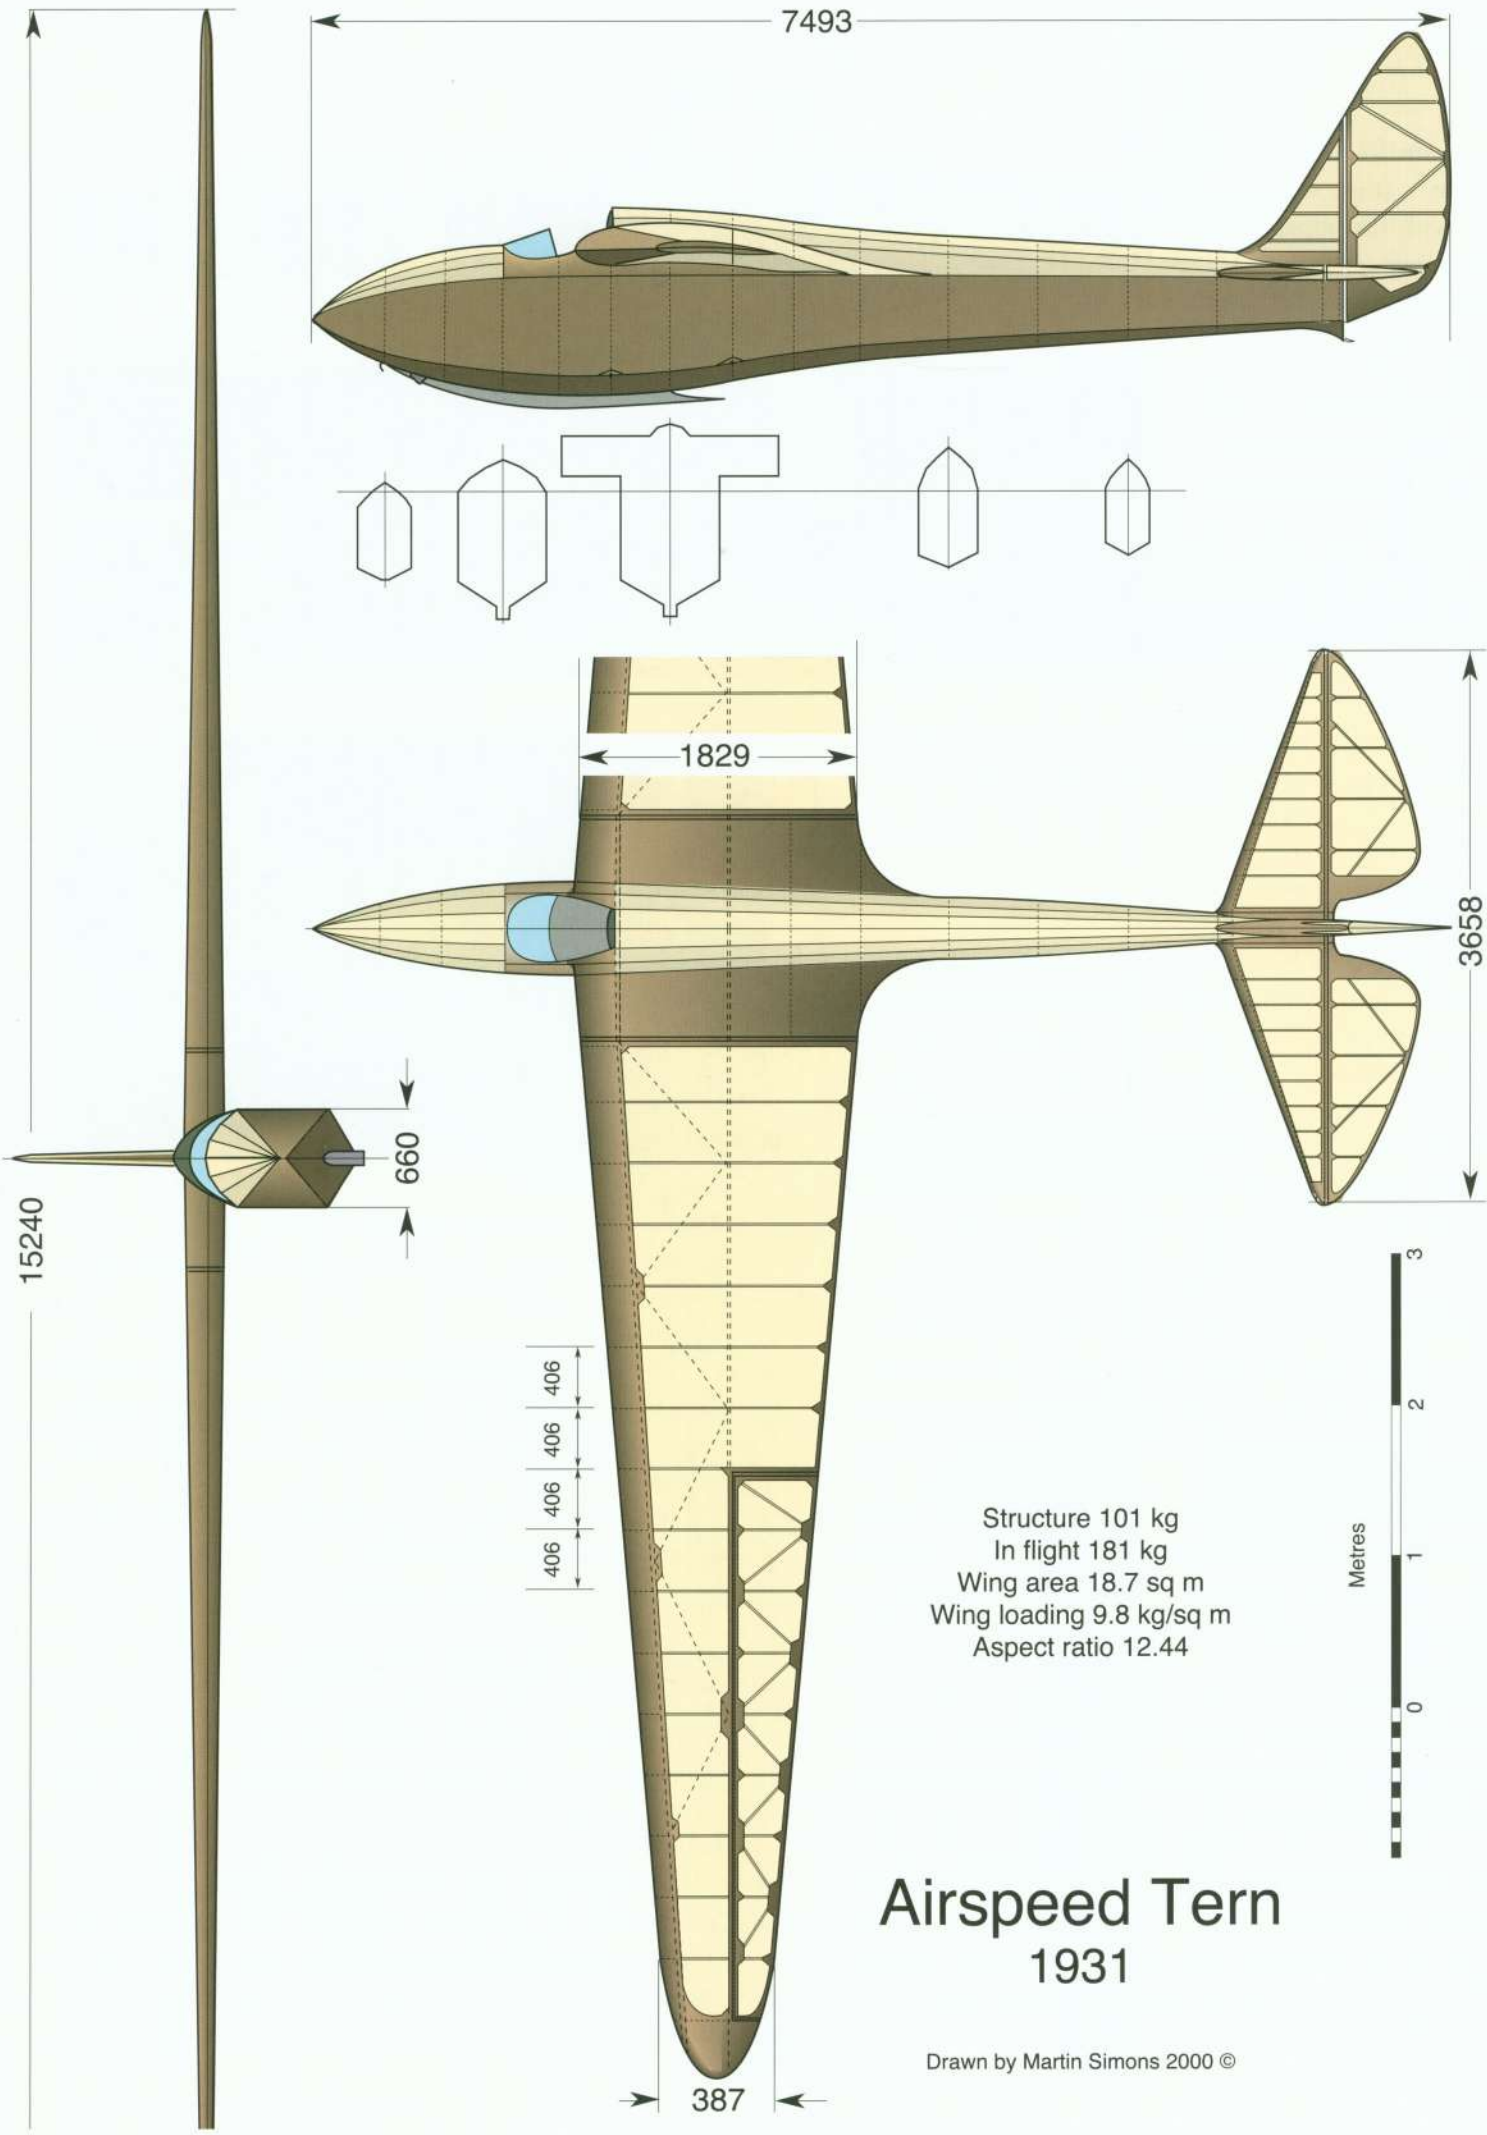 7493
1829
3658
660
15240
3
2
1
0
Metres
406
406
406
406
Structure 101 kg
In flight 181 kg
Wing area 18.7 sq m
Wing loading 9.8 kg/sq m
Aspect ratio 12.44
Airspeed Tern
1931
Drawn by Martin Simons 2000 ©
387